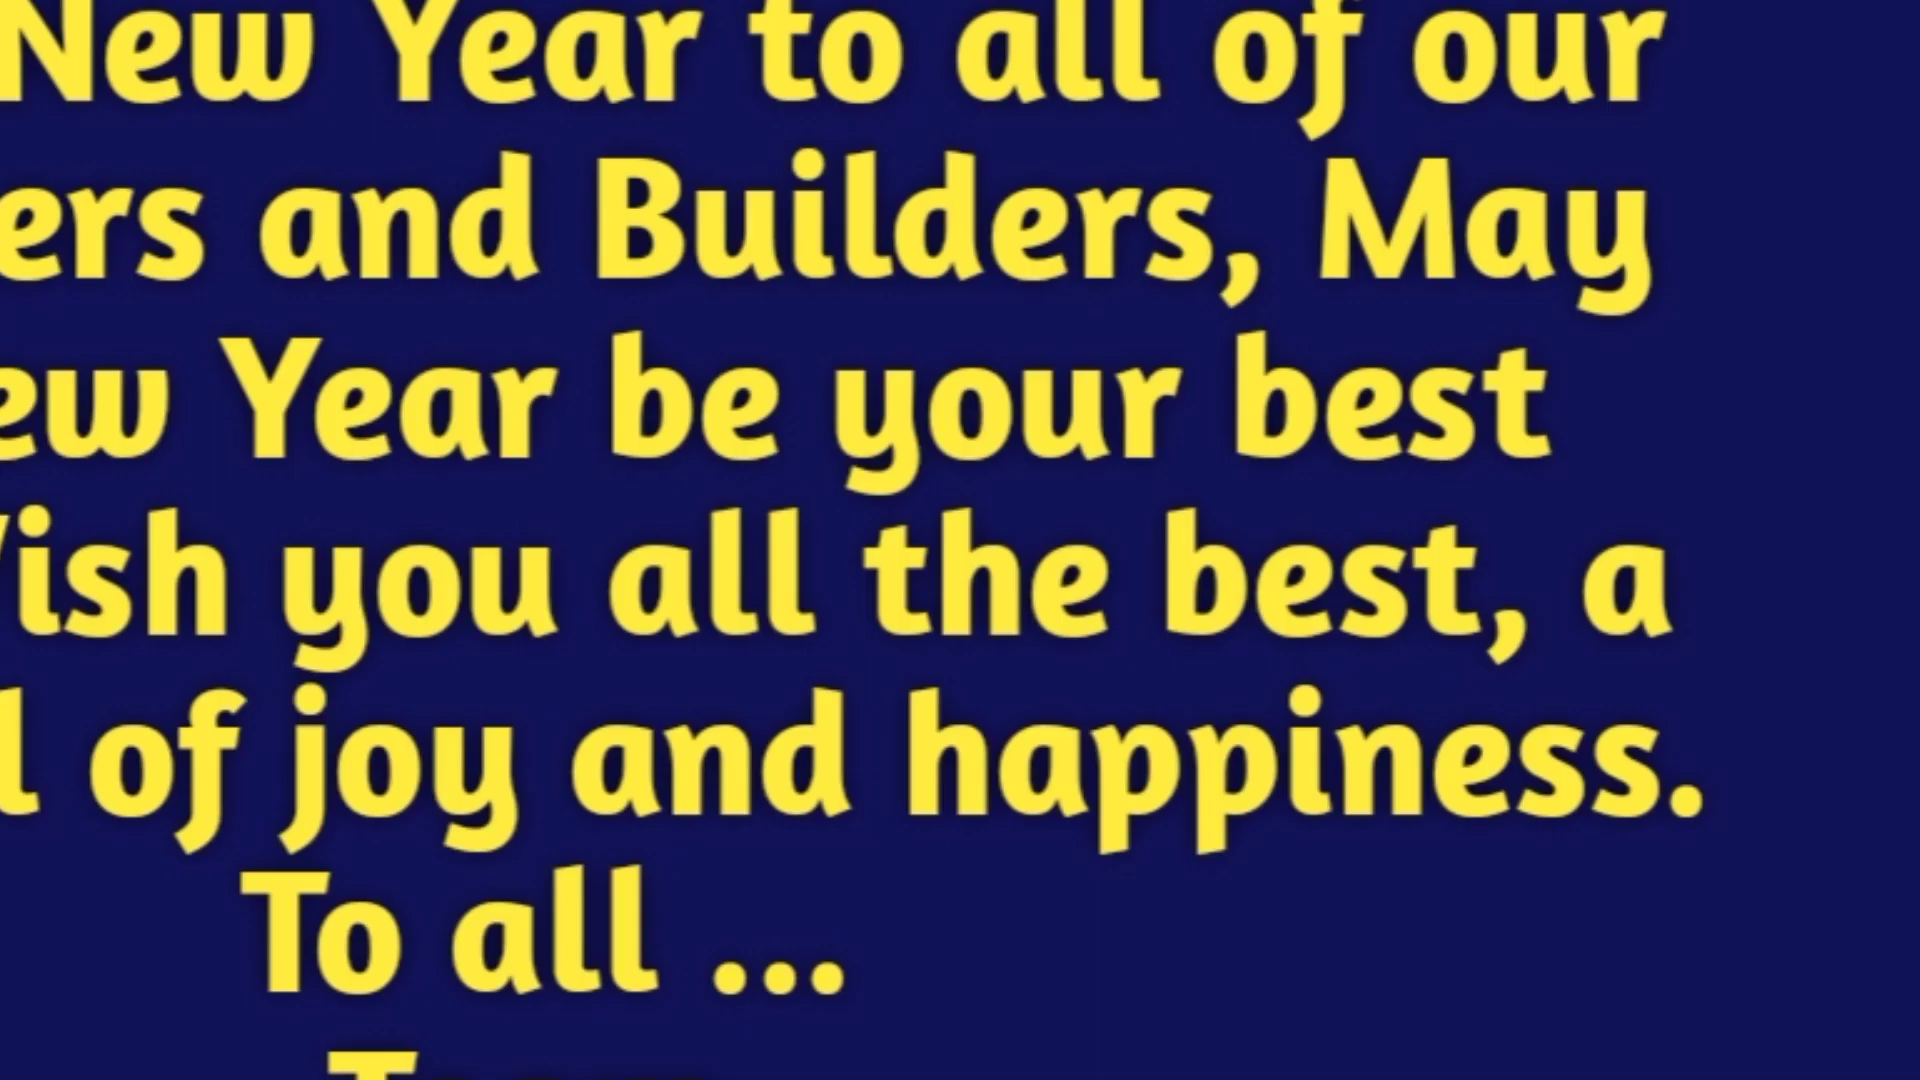 New Year to all of our
ers and Builders, May
ew Year be your best
ish you all the best, a
l of joy and happiness.
To all ...